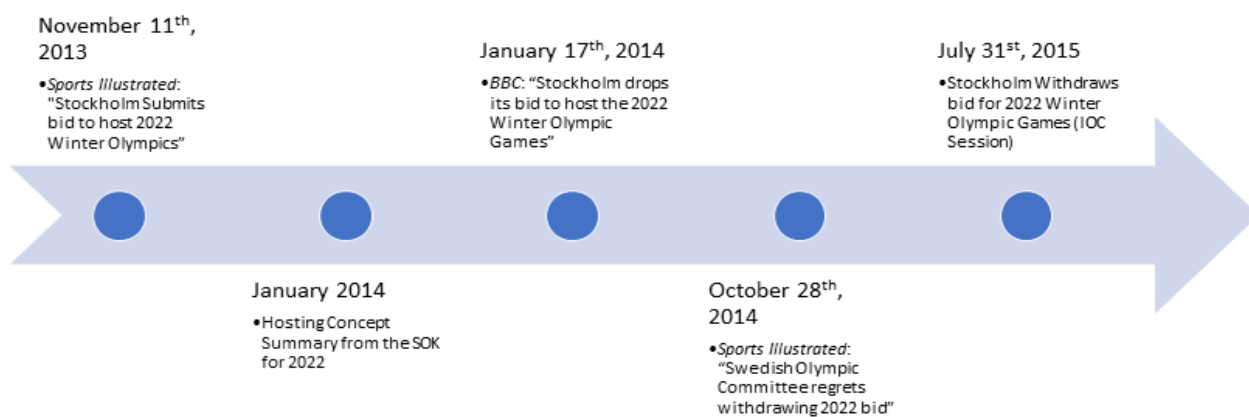 November 11th,
2013
•Sports Illustrated:
"Stockholm Submits
bid to host 2022
Winter Olympics”
January 2014
•Hosting Concept
Summary from the SOK
for 2022
January 17th, 2014
•BBC: “Stockholm drops
its bid to host the 2022
Winter Olympic
Games”
October 28th,
2014
•Sports Illustrated:
“Swedish Olympic
Committee regrets
withdrawing 2022 bid”
July 31st, 2015
•Stockholm Withdraws
bid for 2022 Winter
Olympic Games (IOC
Session)